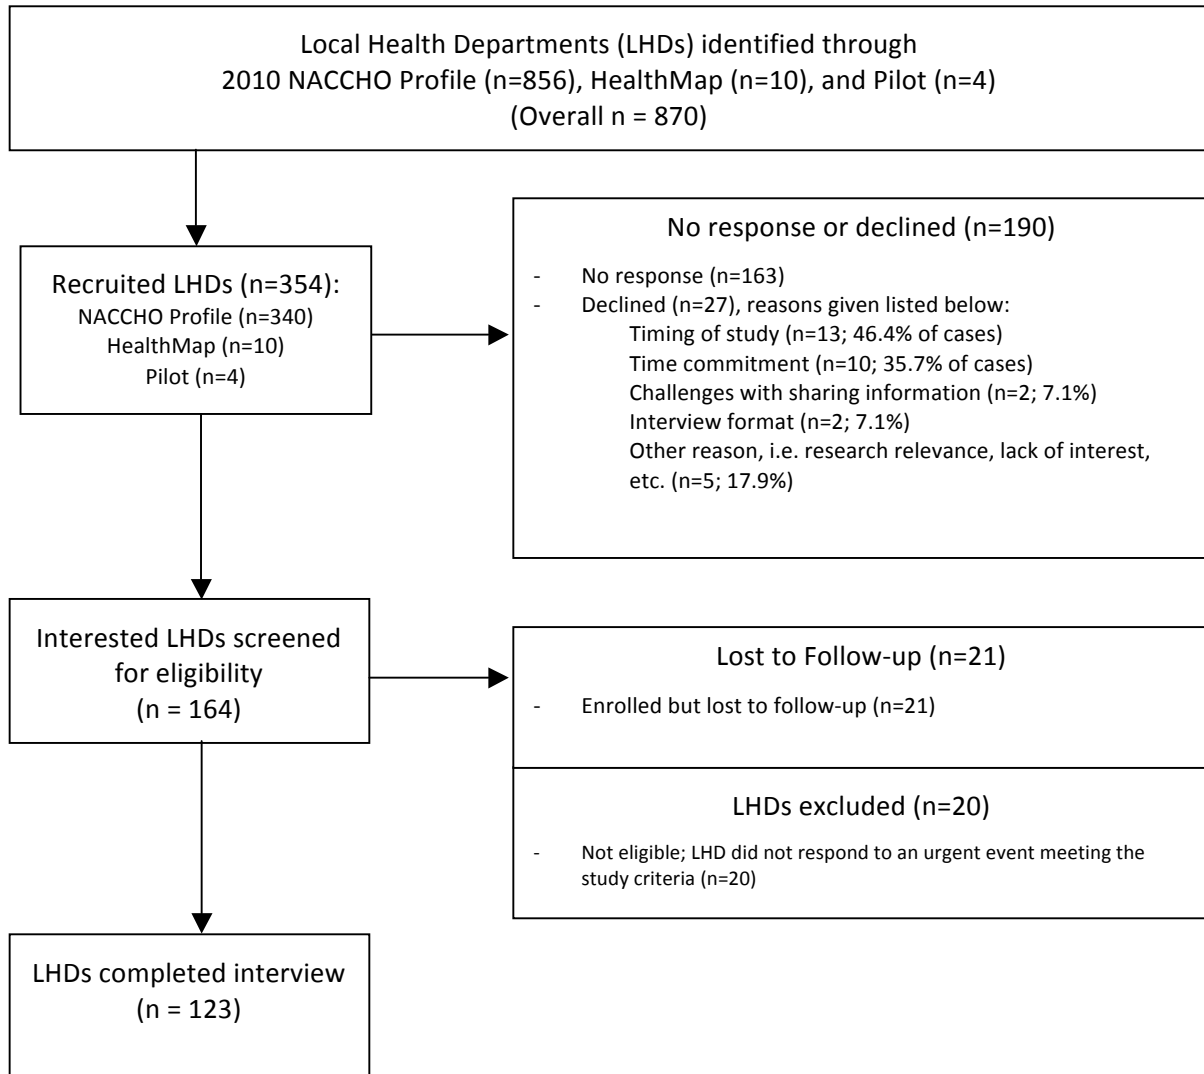 Local Health Departments (LHDs) identified through
2010 NACCHO Profile (n=856), HealthMap (n=10), and Pilot (n=4)
(Overall n = 870)
Recruited LHDs (n=354):
NACCHO Profile (n=340)
HealthMap (n=10)
Pilot (n=4)
No response or declined (n=190)
- No response (n=163)
- Declined (n=27), reasons given listed below:
Timing of study (n=13; 46.4% of cases)
Time commitment (n=10; 35.7% of cases)
Challenges with sharing information (n=2; 7.1%)
Interview format (n=2; 7.1%)
Other reason, i.e. research relevance, lack of interest,
etc. (n=5; 17.9%)
Interested LHDs screened
for eligibility
(n = 164)
Lost to Follow-up (n=21)
- Enrolled but lost to follow-up (n=21)
LHDs excluded (n=20)
- Not eligible; LHD did not respond to an urgent event meeting the
study criteria (n=20)
LHDs completed interview
(n = 123)